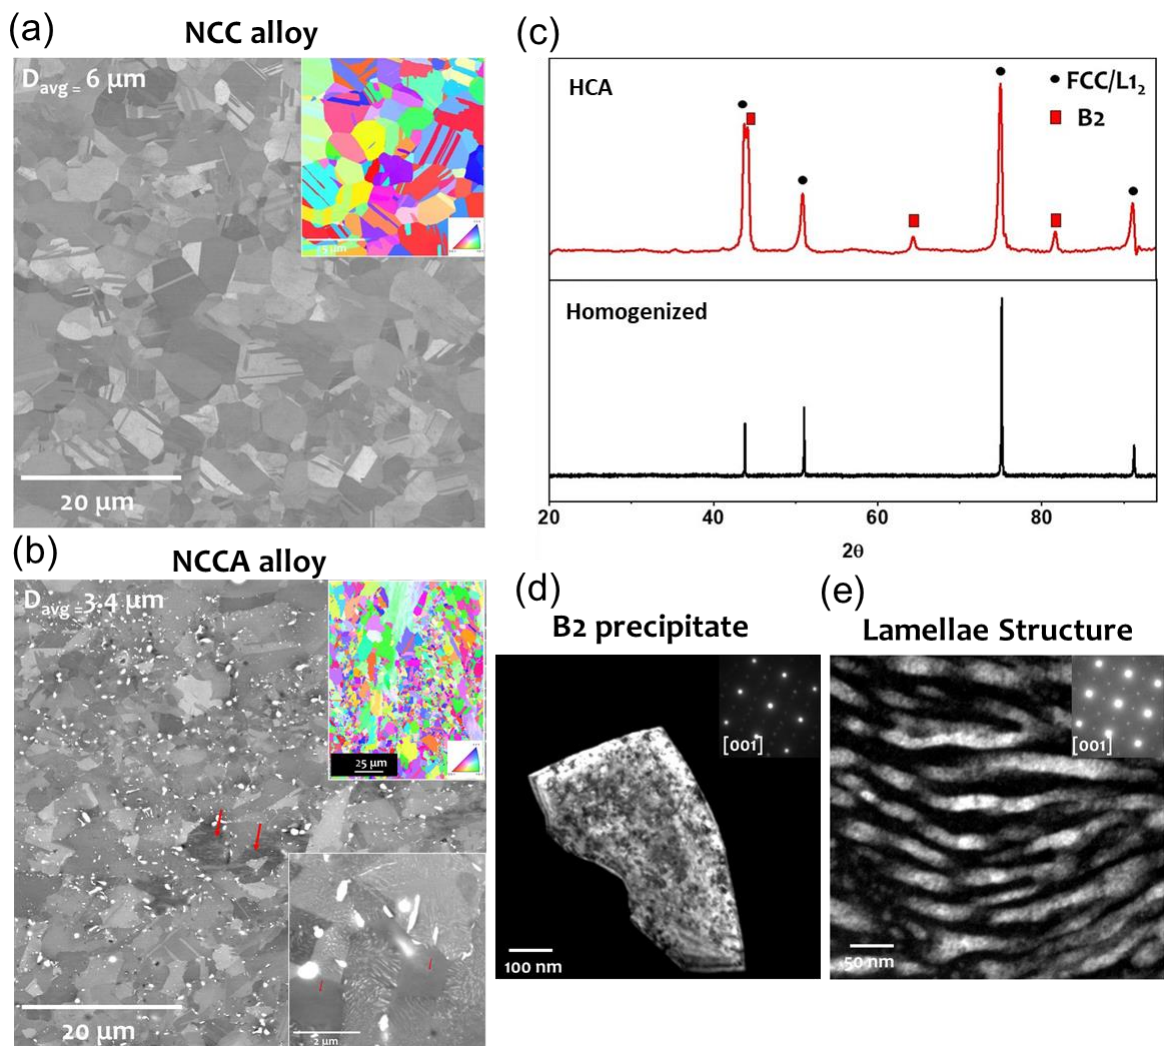 (a)
NCC alloy
Davg = 6 µm
25 µm
20 µm
(b)
NCCA alloy
Davg =3.4 µm
25 µm
2 µm
20 µm
(c)
HCA
FCC/L1₂
B2
Homogenized
20
40
60
80
2θ
(d)
B2 precipitate
[001]
100 nm
(e)
Lamellae Structure
[001]
50 nm